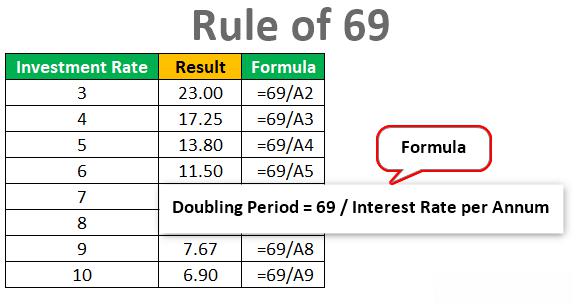 Rule of 69
Investment Rate Result Formula
3 23.00 =69/A2
4 17.25 =69/A3
5 13.80 =69/A4
6 11.50 =69/A5
7
8
9 7.67 =69/A8
10 6.90 =69/A9
Formula
Doubling Period = 69 / Interest Rate per Annum